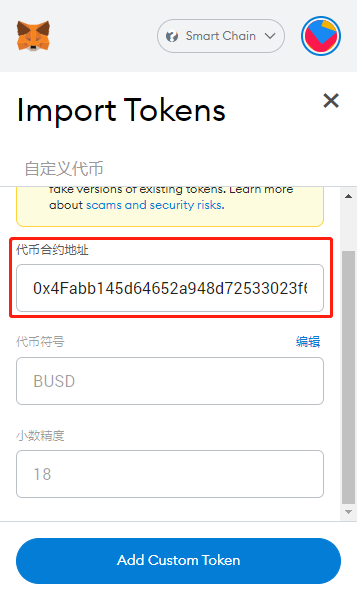 Smart Chain
Import Tokens
自定义代币
fake versions of existing tokens. Learn more
about scams and security risks.
代币合约地址
0x4Fabb145d64652a948d72533023f6
代币符号
编辑
BUSD
小数精度
18
Add Custom Token